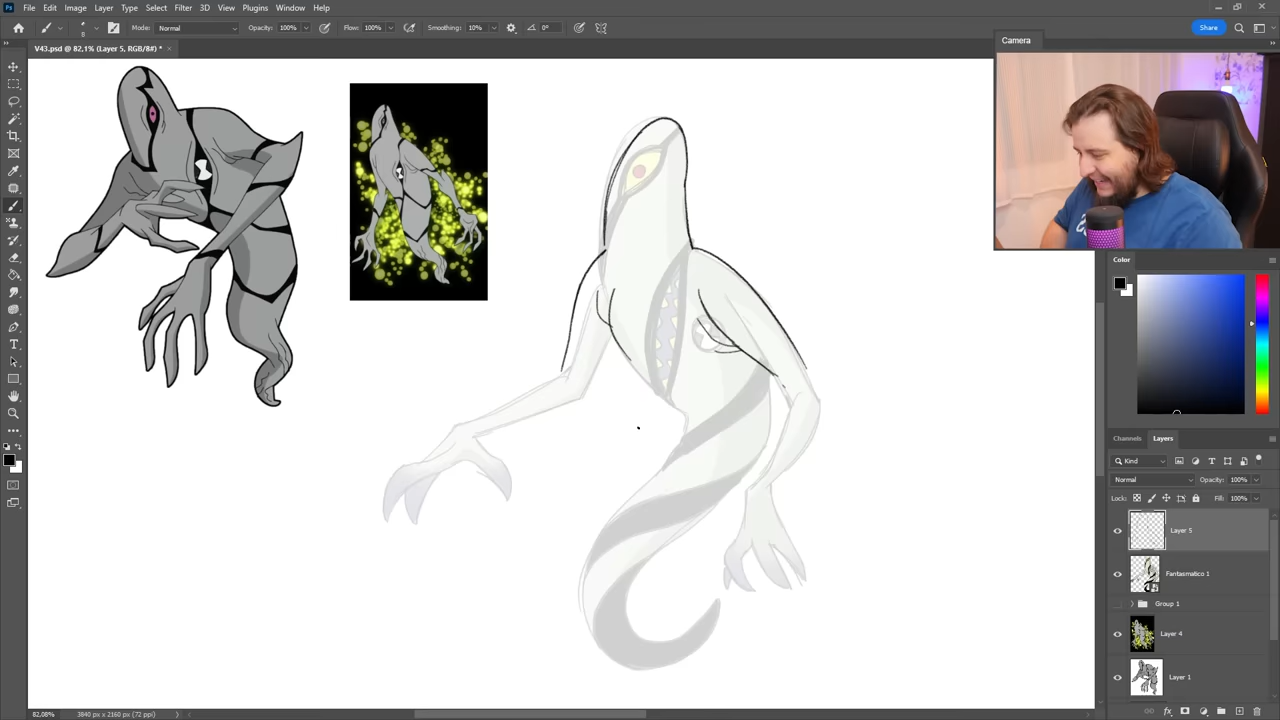 Ps File Edit Image Layer Type Select Filter 3D View Plugins Window Help
8 Mode: Normal Opacity: 100% Flow: 100% Smoothing: 10% 0° Share
V43.psd @ 82,1% (Layer 5, RGB/8#) * ×
Camera
Color
Channels Layers
Kind
Normal Opacity: 100%
Lock: Fill: 100%
Layer 5
Fantasmatico 1
Group 1
Layer 4
Layer 1
82,08% 3840 px x 2160 px (72 ppi)